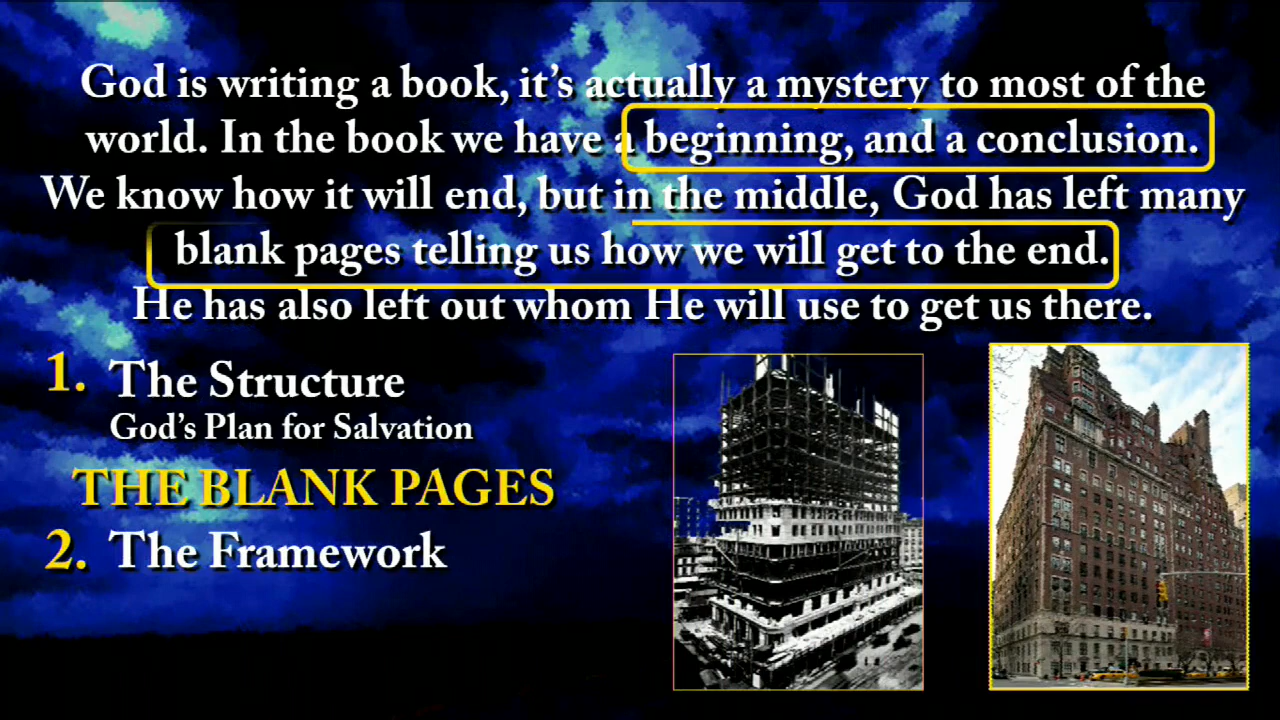 God is writing a book, it's actually a mystery to most of the
world. In the book we have a beginning, and a conclusion.
We know how it will end, but in the middle, God has left many
blank pages telling us how we will get to the end.
He has also left out whom He will use to get us there.
1. The Structure
God's Plan for Salvation
THE BLANK PAGES
2. The Framework